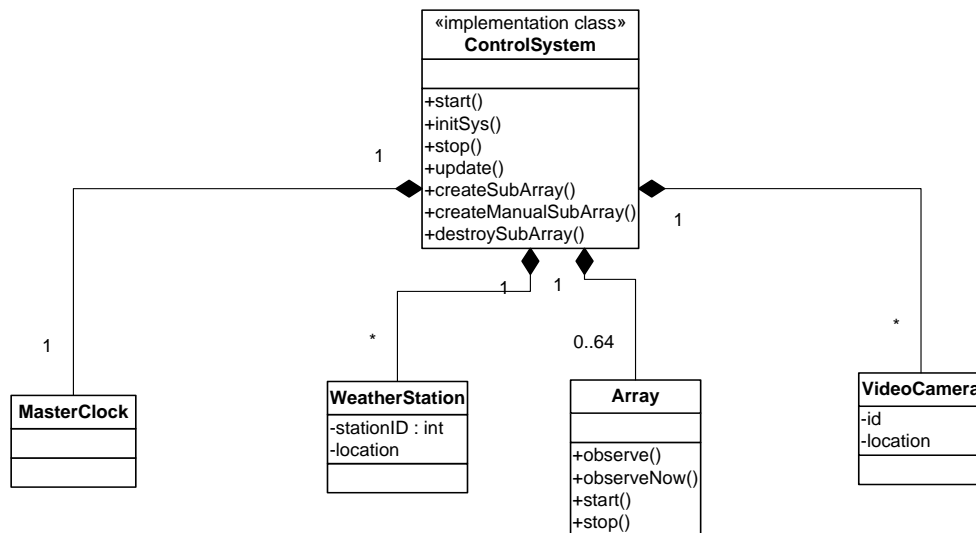 «implementation class»
ControlSystem
+start()
+initSys()
+stop()
+update()
+createSubArray()
+createManualSubArray()
+destroySubArray()
1
1
1
1
1
*
0..64
*
MasterClock
WeatherStation
-stationID : int
-location
Array
+observe()
+observeNow()
+start()
+stop()
VideoCamera
-id
-location